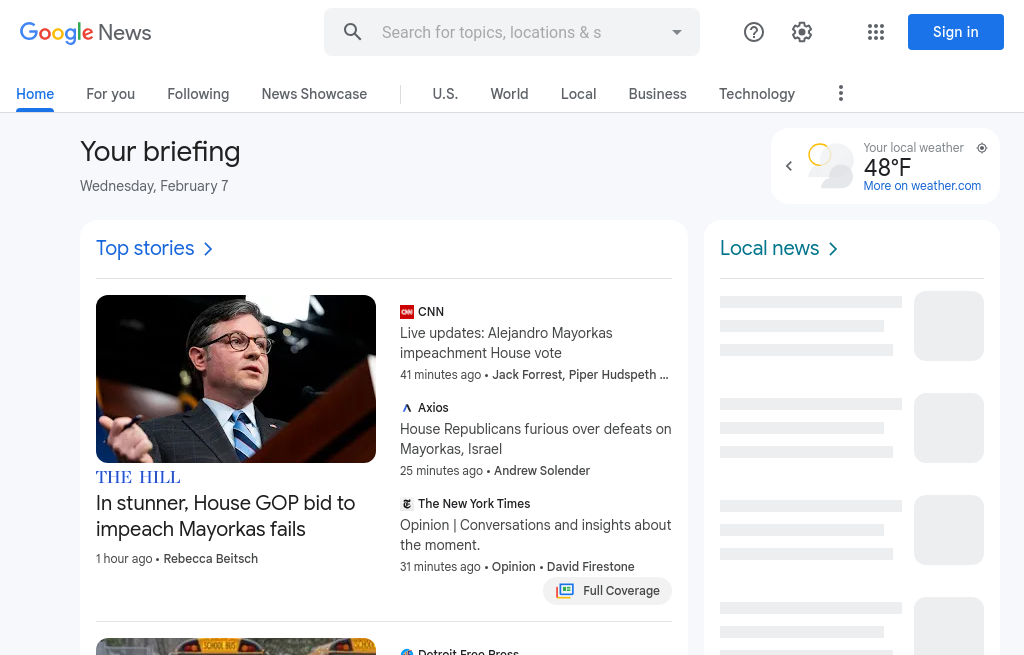 Google News
Search for topics, locations & s
Sign in
Home
For you
Following
News Showcase
U.S.
World
Local
Business
Technology
Your briefing
Wednesday, February 7
Your local weather
48°F
More on weather.com
Top stories
THE HILL
In stunner, House GOP bid to
impeach Mayorkas fails
1 hour ago • Rebecca Beitsch
CNN
Live updates: Alejandro Mayorkas
impeachment House vote
41 minutes ago • Jack Forrest, Piper Hudspeth ...
Axios
House Republicans furious over defeats on
Mayorkas, Israel
25 minutes ago • Andrew Solender
The New York Times
Opinion | Conversations and insights about
the moment.
31 minutes ago • Opinion • David Firestone
Full Coverage
SCHOOL BUS
Detroit Free Press
Local news